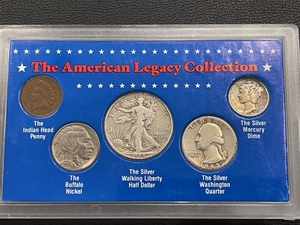 The American Legacy Collection
The
Indian Head
Penny
The Silver
Mercury
Dime
The
Buffalo
Nickel
The Silver
Walking Liberty
Half Dollar
The Silver
Washington
Quarter